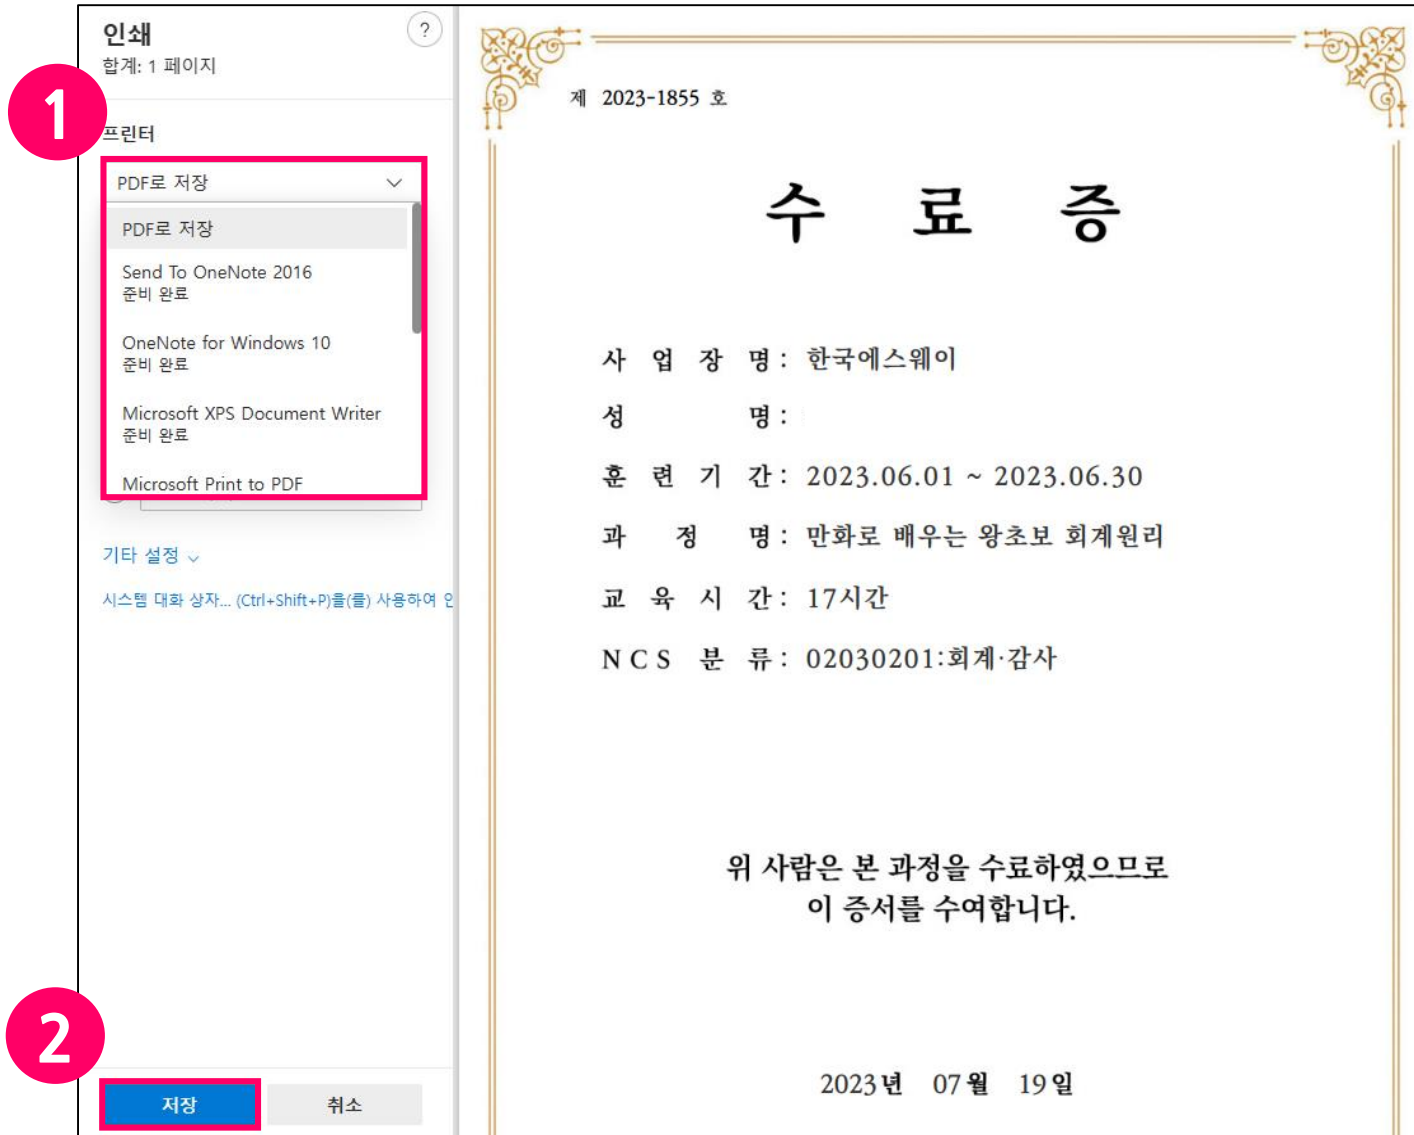 1
인쇄
?
합계: 1 페이지
프린터
PDF로 저장
PDF로 저장
Send To OneNote 2016
준비 완료
OneNote for Windows 10
준비 완료
Microsoft XPS Document Writer
준비 완료
Microsoft Print to PDF
기타 설정
시스템 대화 상자... (Ctrl+Shift+P)을(를) 사용하여
2
저장
취소
제 2023-1855 호
수 료 증
사 업 장 명 : 한국에스웨이
성 명 :
훈 련 기 간 : 2023.06.01 ~ 2023.06.30
과 정 명 : 만화로 배우는 왕초보 회계원리
교 육 시 간 : 17시간
NCS 분 류 : 02030201:회계·감사
위 사람은 본 과정을 수료하였으므로
이 증서를 수여합니다.
2023년 07월 19일